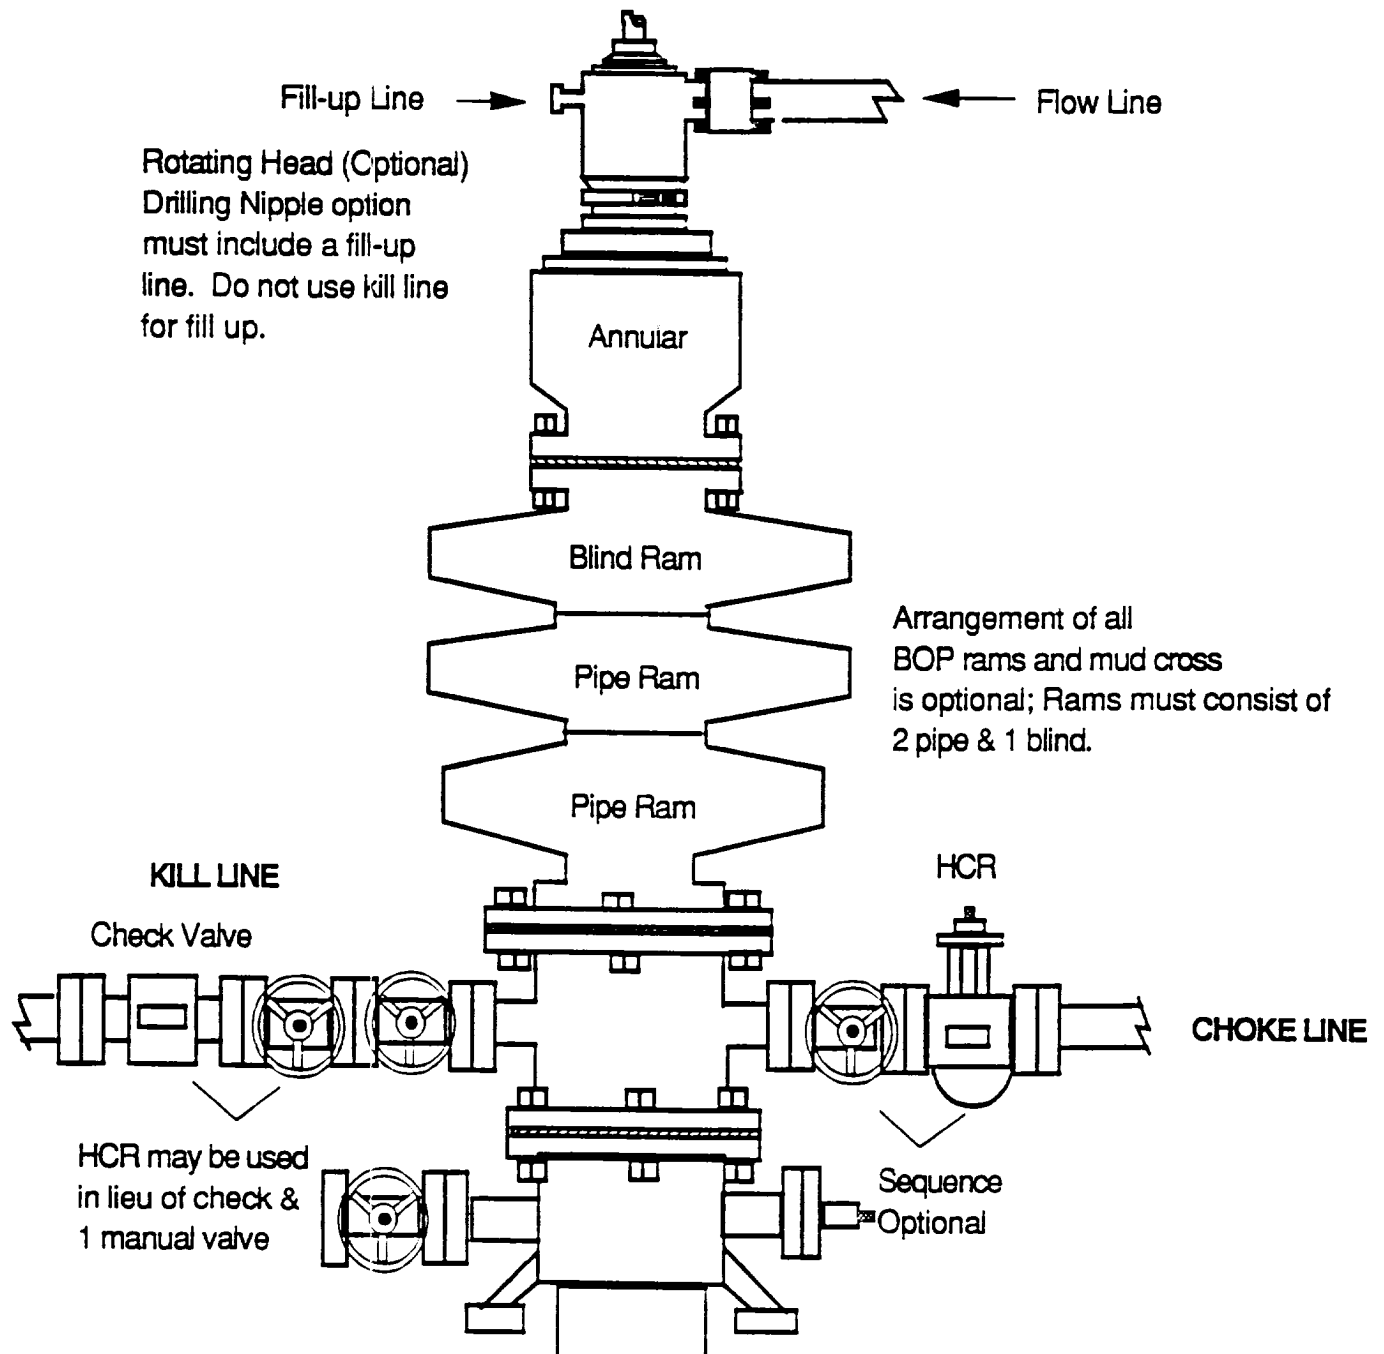 Fill-up Line
Flow Line
Rotating Head (Optional)
Drilling Nipple option
must include a fill-up
line. Do not use kill line
for fill up.
Annular
Blind Ram
Arrangement of all
BOP rams and mud cross
is optional; Rams must consist of
2 pipe & 1 blind.
Pipe Ram
Pipe Ram
KILL LINE
HCR
Check Valve
CHOKE LINE
HCR may be used
in lieu of check &
1 manual valve
Sequence
Optional